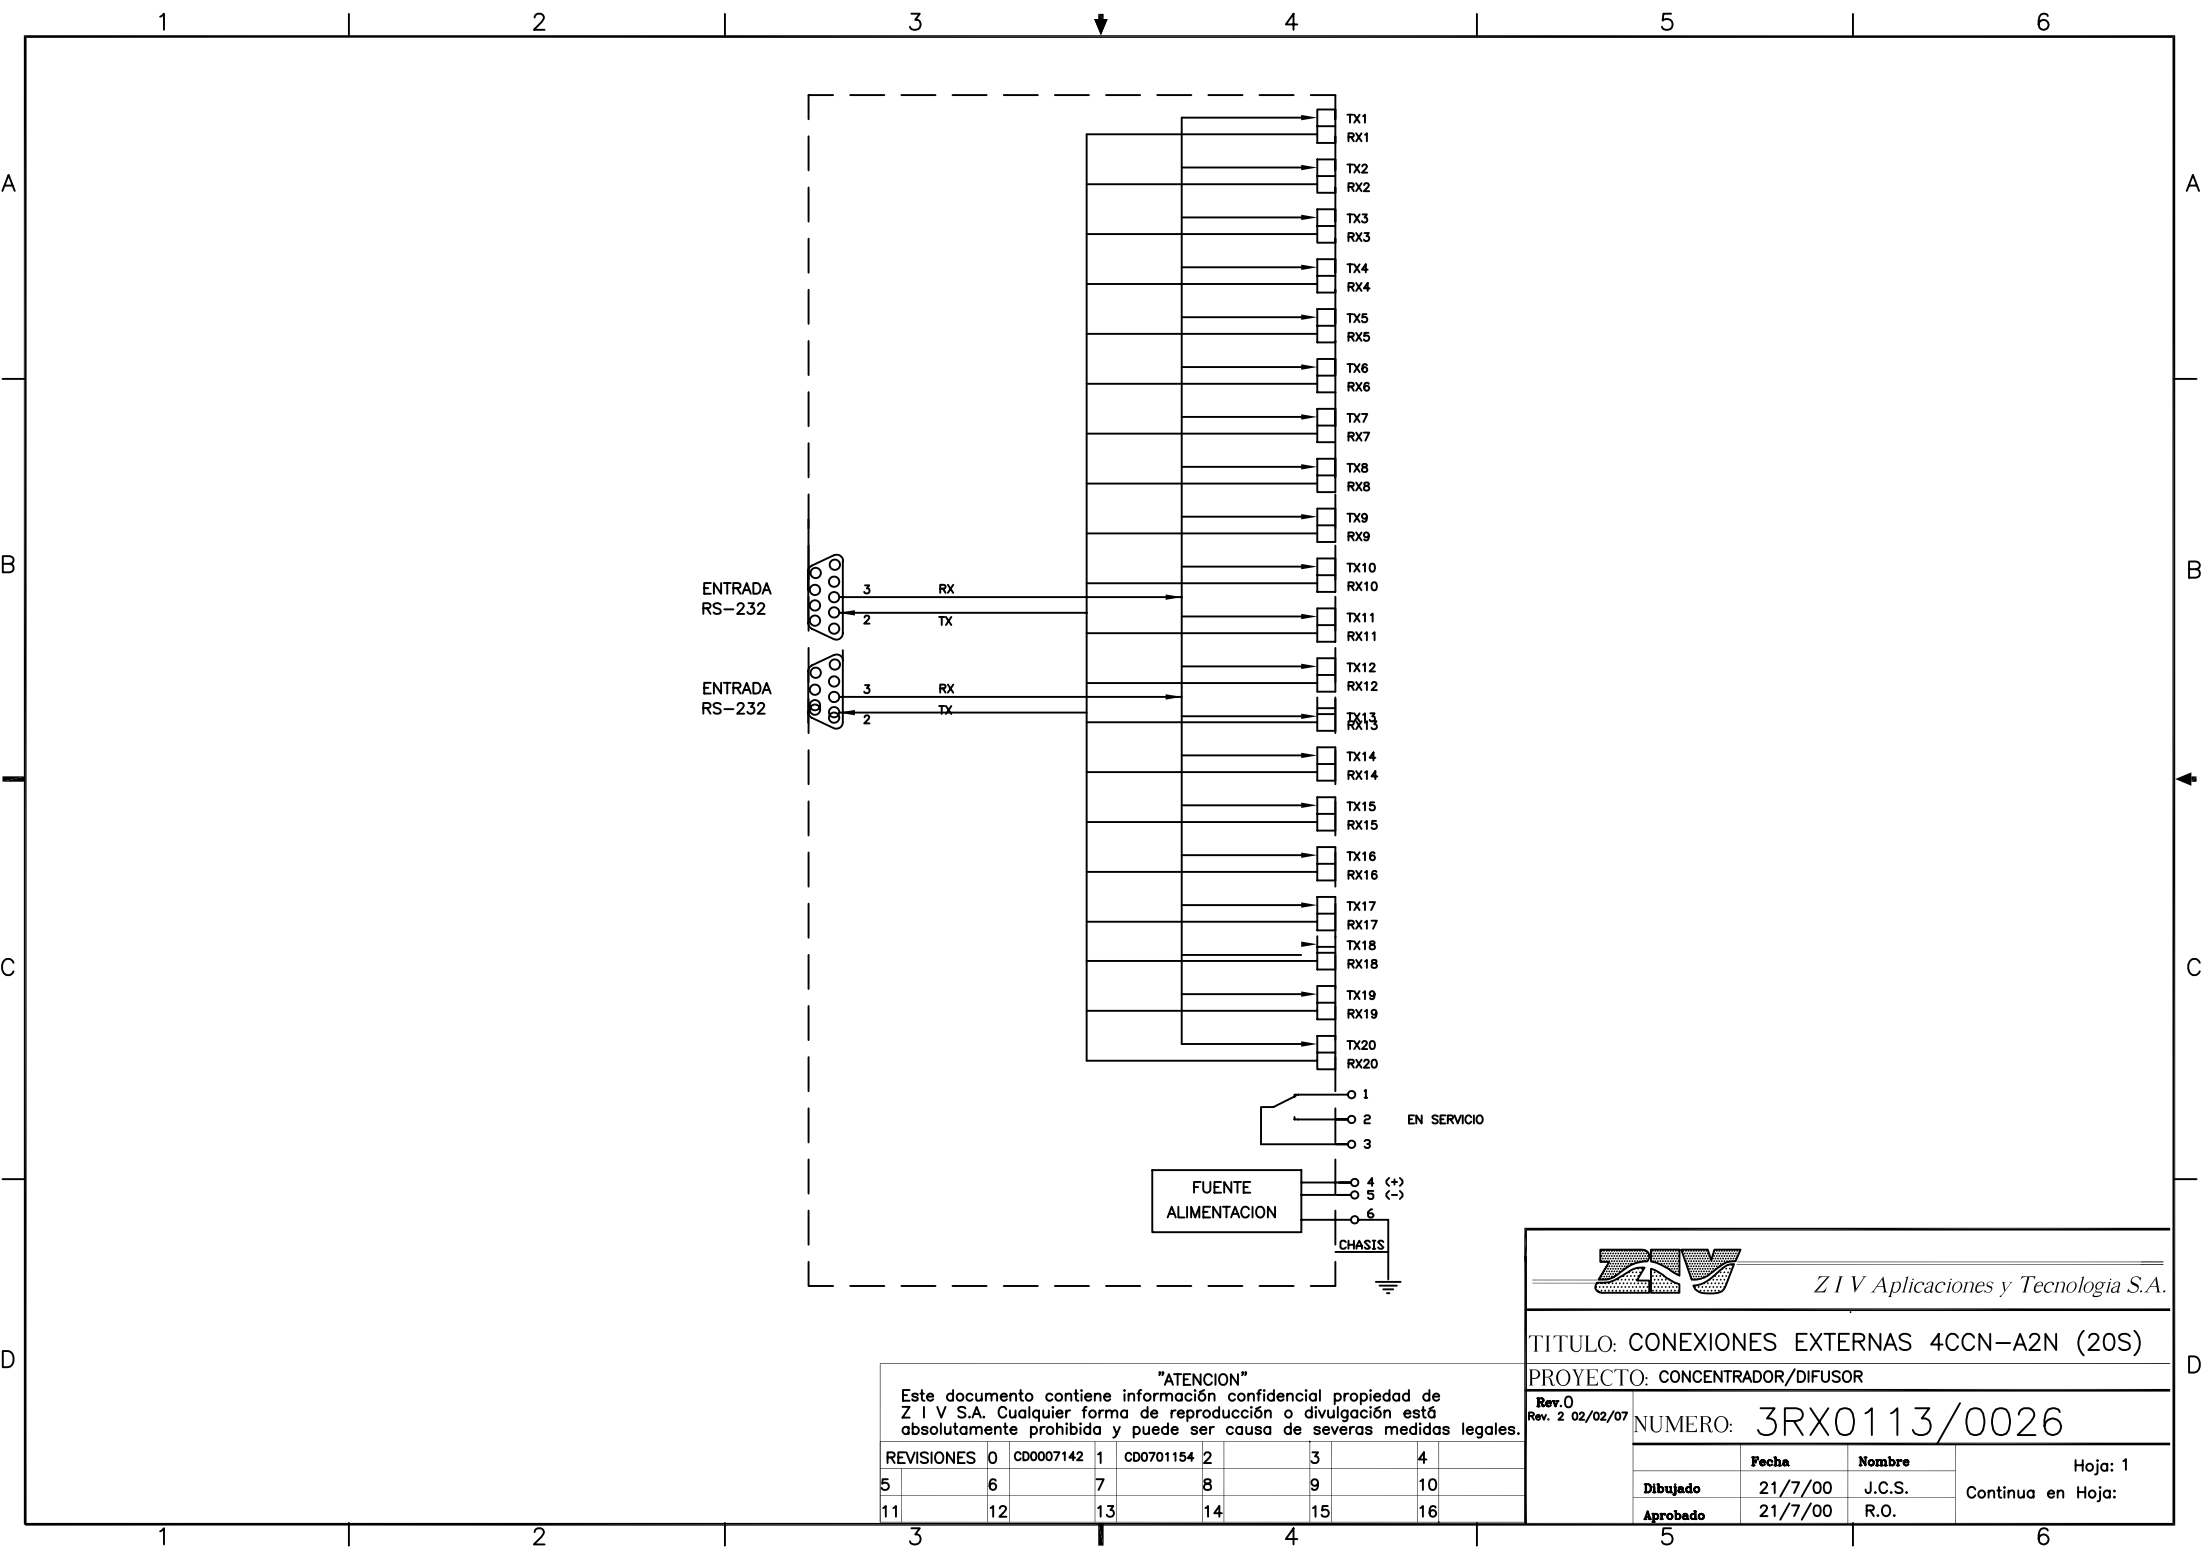 1 2 3 4 5 6
A A
B B
C C
D D
TX1
RX1
TX2
RX2
TX3
RX3
TX4
RX4
TX5
RX5
TX6
RX6
TX7
RX7
TX8
RX8
TX9
RX9
TX10
RX10
TX11
RX11
TX12
RX12
TX13
RX13
TX14
RX14
TX15
RX15
TX16
RX16
TX17
RX17
TX18
RX18
TX19
RX19
TX20
RX20
ENTRADA
RS-232
3 RX
2 TX
ENTRADA
RS-232
3 RX
2 TX
1
2 EN SERVICIO
3
FUENTE
ALIMENTACION
4 (+)
5 (-)
6
CHASIS
"ATENCION"
Este documento contiene información confidencial propiedad de
Z I V S.A. Cualquier forma de reproducción o divulgación está
absolutamente prohibida y puede ser causa de severas medidas legales.
REVISIONES 0 CD0007142 1 CD0701154 2 3 4
5 6 7 8 9 10
11 12 13 14 15 16
ZIV
Z I V Aplicaciones y Tecnologia S.A.
TITULO: CONEXIONES EXTERNAS 4CCN-A2N (20S)
PROYECTO: CONCENTRADOR/DIFUSOR
Rev.0
Rev. 2 02/02/07
NUMERO: 3RX0113/0026
Fecha Nombre
Dibujado 21/7/00 J.C.S.
Aprobado 21/7/00 R.O.
Hoja: 1
Continua en Hoja:
1 2 3 4 5 6